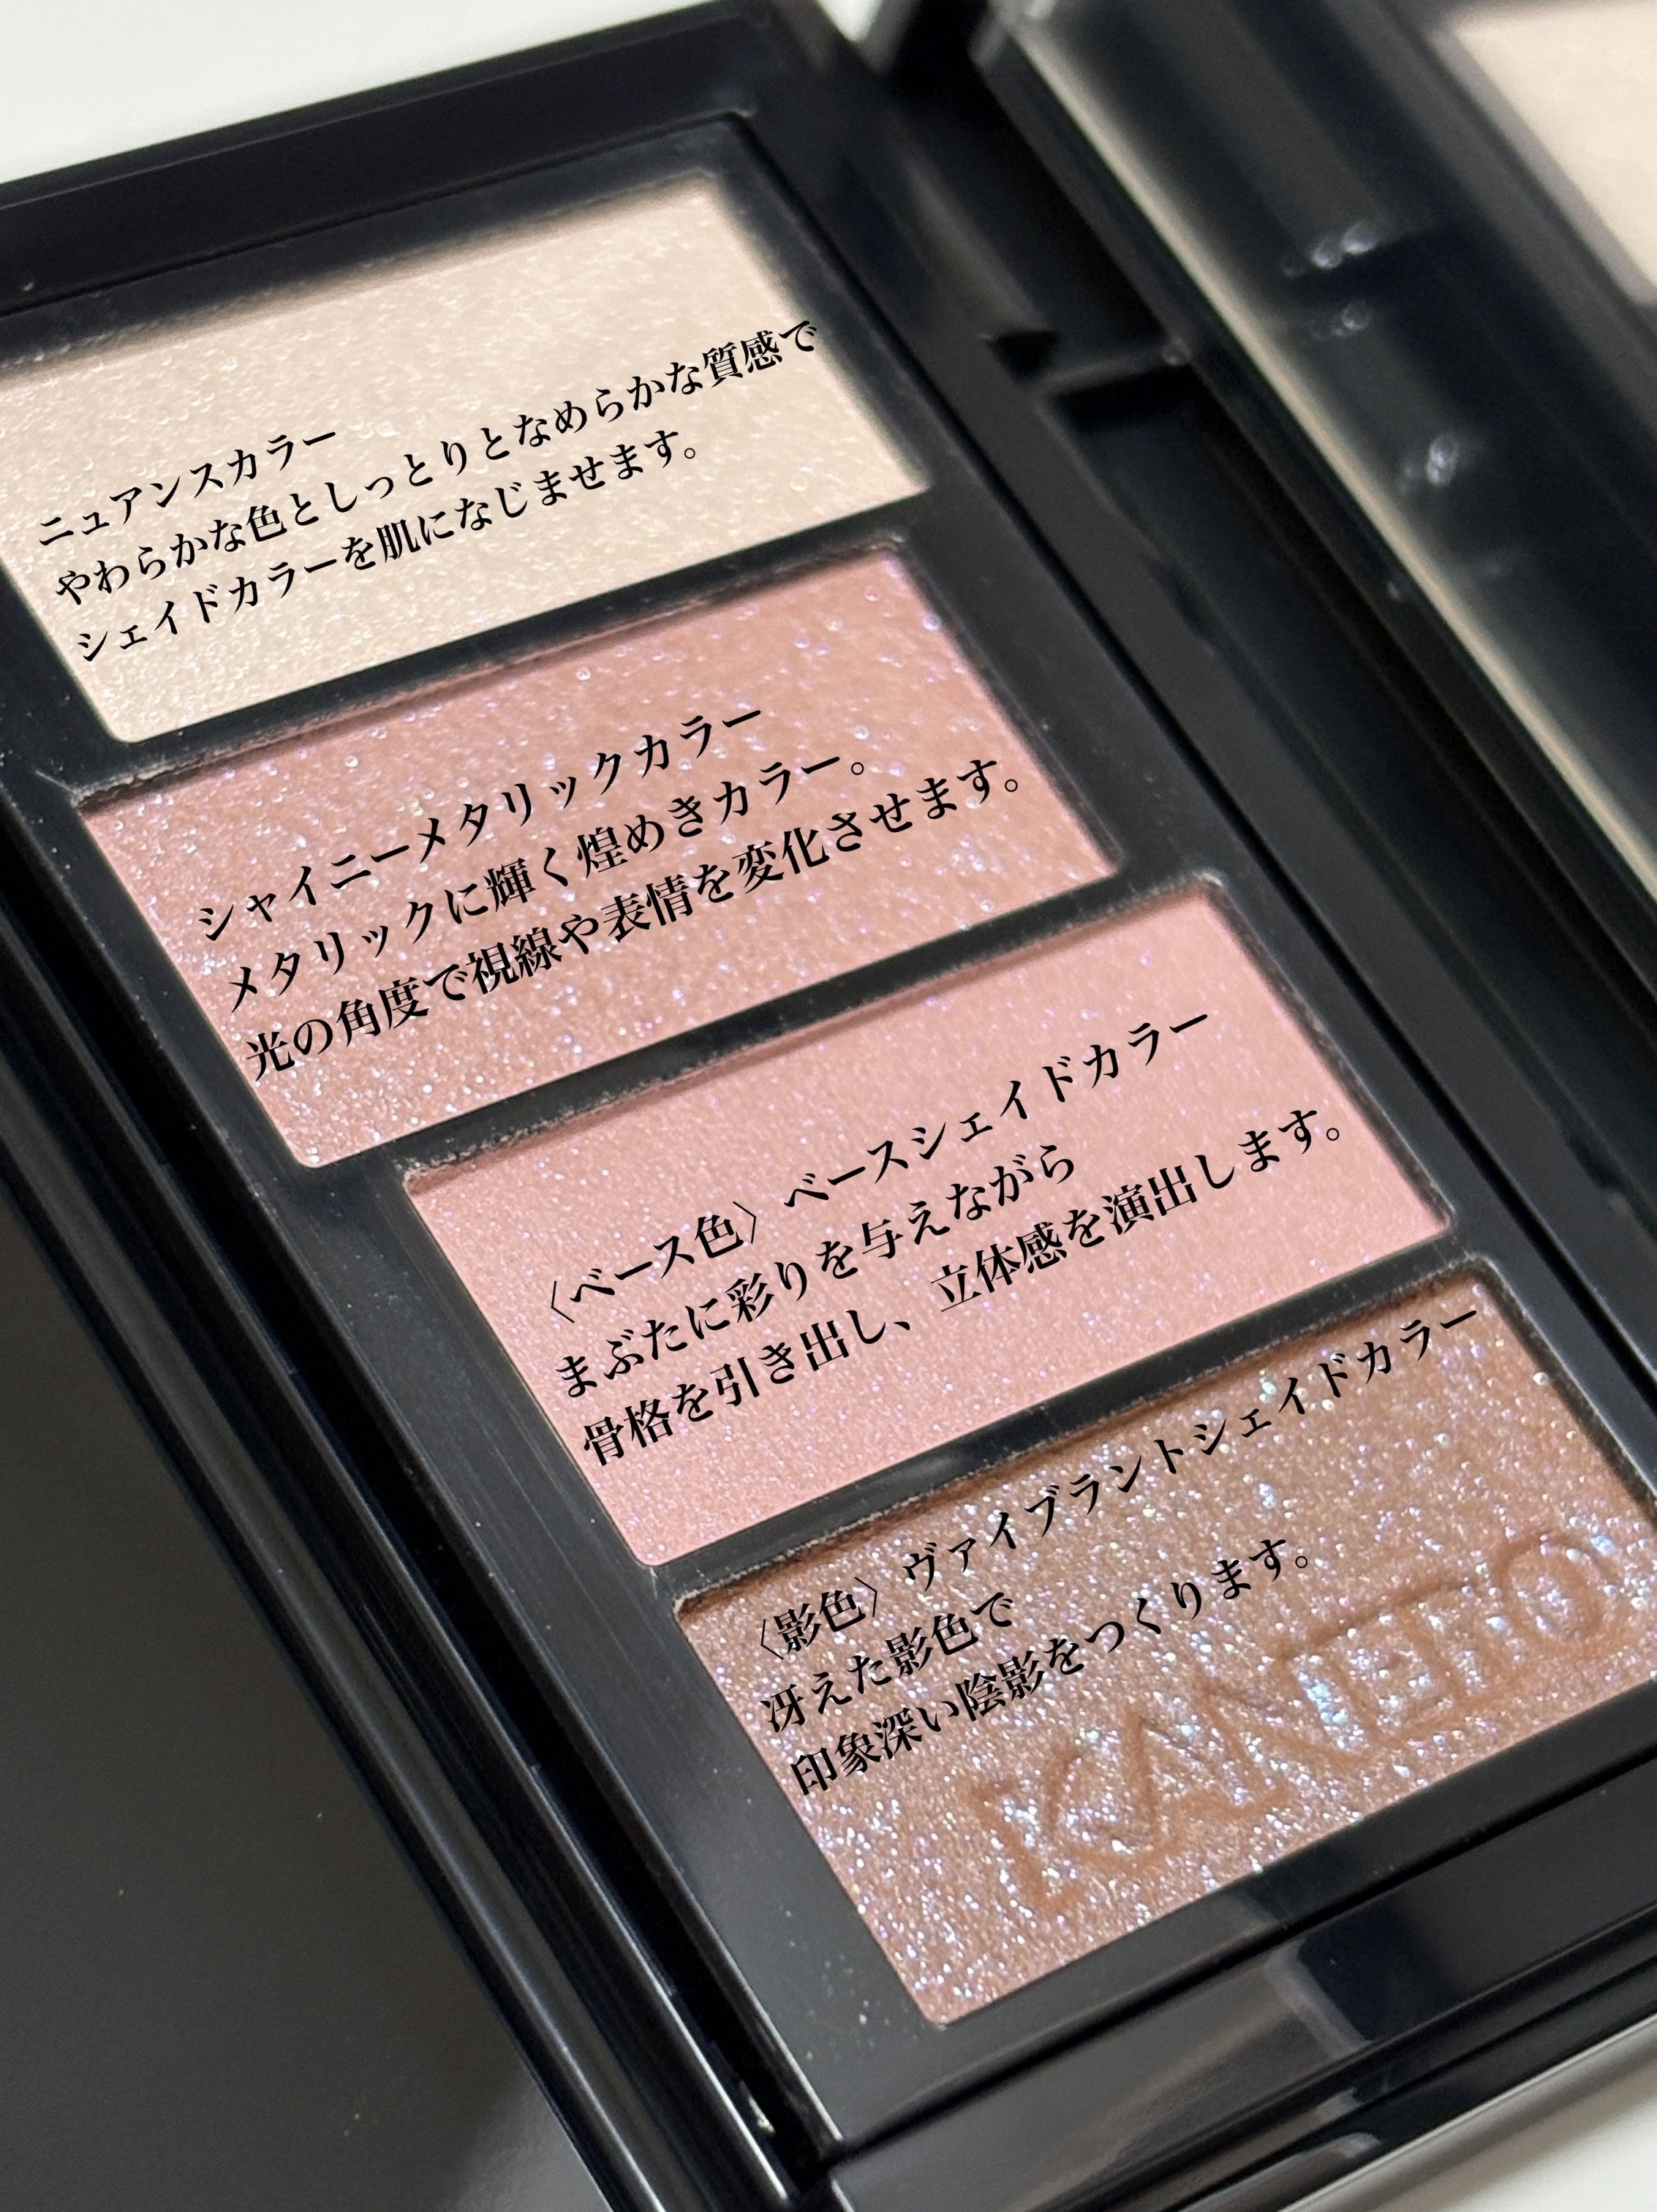 ニュアンスカラー
やわらかな色としっとりとなめらかな質感で
シェイドカラーを肌になじませます。
シャイニーメタリックカラー
メタリックに輝く煌めきカラー。
光の角度で視線や表情を変化させます。
〈ベース色〉ベースシェイドカラー
まぶたに彩りを与えながら
骨格を引き出し、立体感を演出します。
〈影色〉ヴァイブラントシェイドカラー
冴えた影色で
印象深い陰影をつくります。
KANEBO